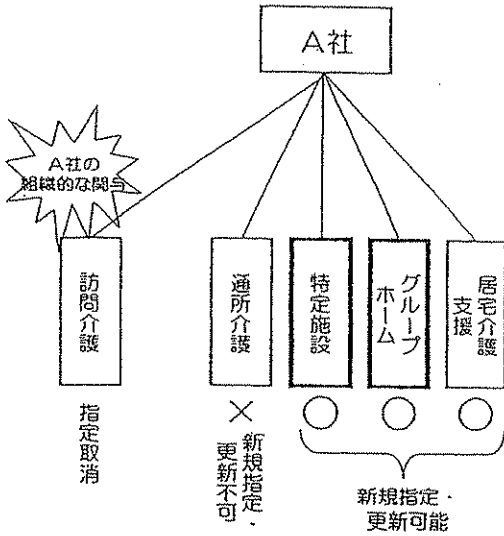 A社
A社の
組織的な関与
訪問介護
通所介護
特定施設
グループ
ホーム
居宅介護
支援
指定取消
×
新規指定・
更新不可
○
○
○
新規指定・
更新可能